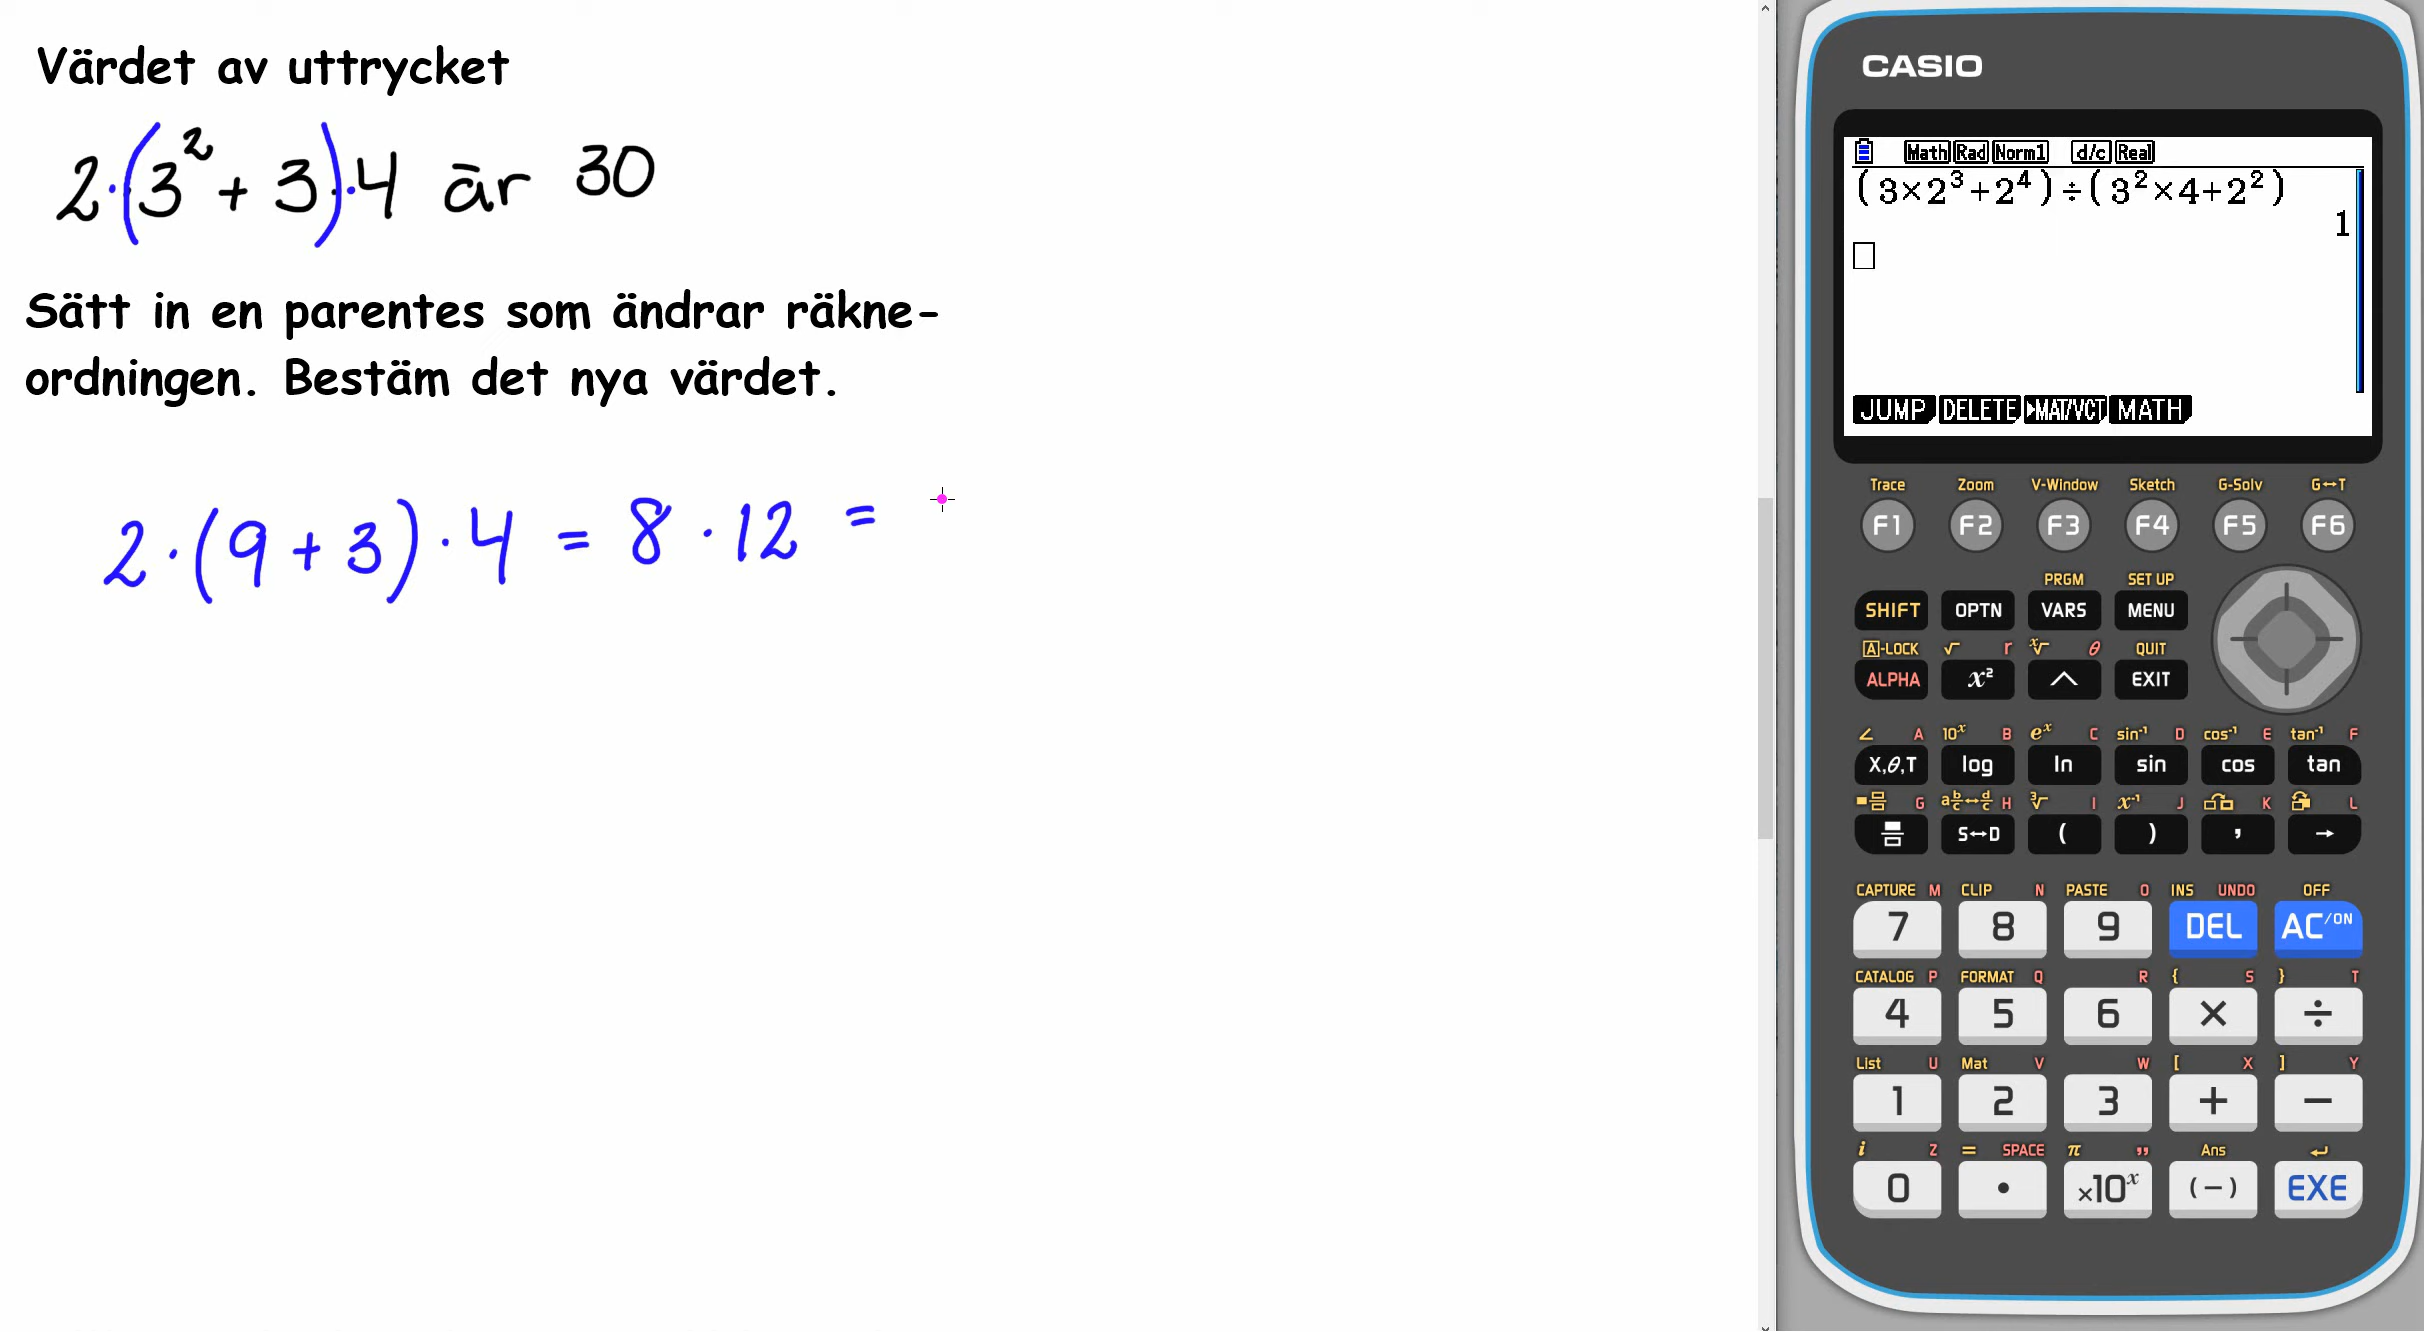 Värdet av uttrycket
2·(3² + 3)·4 är 30
Sätt in en parentes som ändrar räkne-
ordningen. Bestäm det nya värdet.
2·(9 + 3)·4 = 8·12 =
CASIO
Math Rad Norm1 d/c Real
(3×2³+2⁴)÷(3²×4+2²)
1
JUMP DELETE ▶MAT/VCT MATH
Trace Zoom V-Window Sketch G-Solv G↔T
F1 F2 F3 F4 F5 F6
PRGM SET UP
SHIFT OPTN VARS MENU
A-LOCK √ r ˣ√ θ QUIT
ALPHA x² ^ EXIT
∠ A 10ˣ B eˣ C sin⁻¹ D cos⁻¹ E tan⁻¹ F
X,θ,T log ln sin cos tan
G a b/c↔d/c H ³√ I x⁻¹ J K L
S↔D ( ) , →
CAPTURE M CLIP N PASTE O INS UNDO OFF
7 8 9 DEL AC/ON
CATALOG P FORMAT Q R { S } T
4 5 6 × ÷
List U Mat V W [ X ] Y
1 2 3 + −
i Z = SPACE π " Ans ↵
0 • ×10ˣ (−) EXE